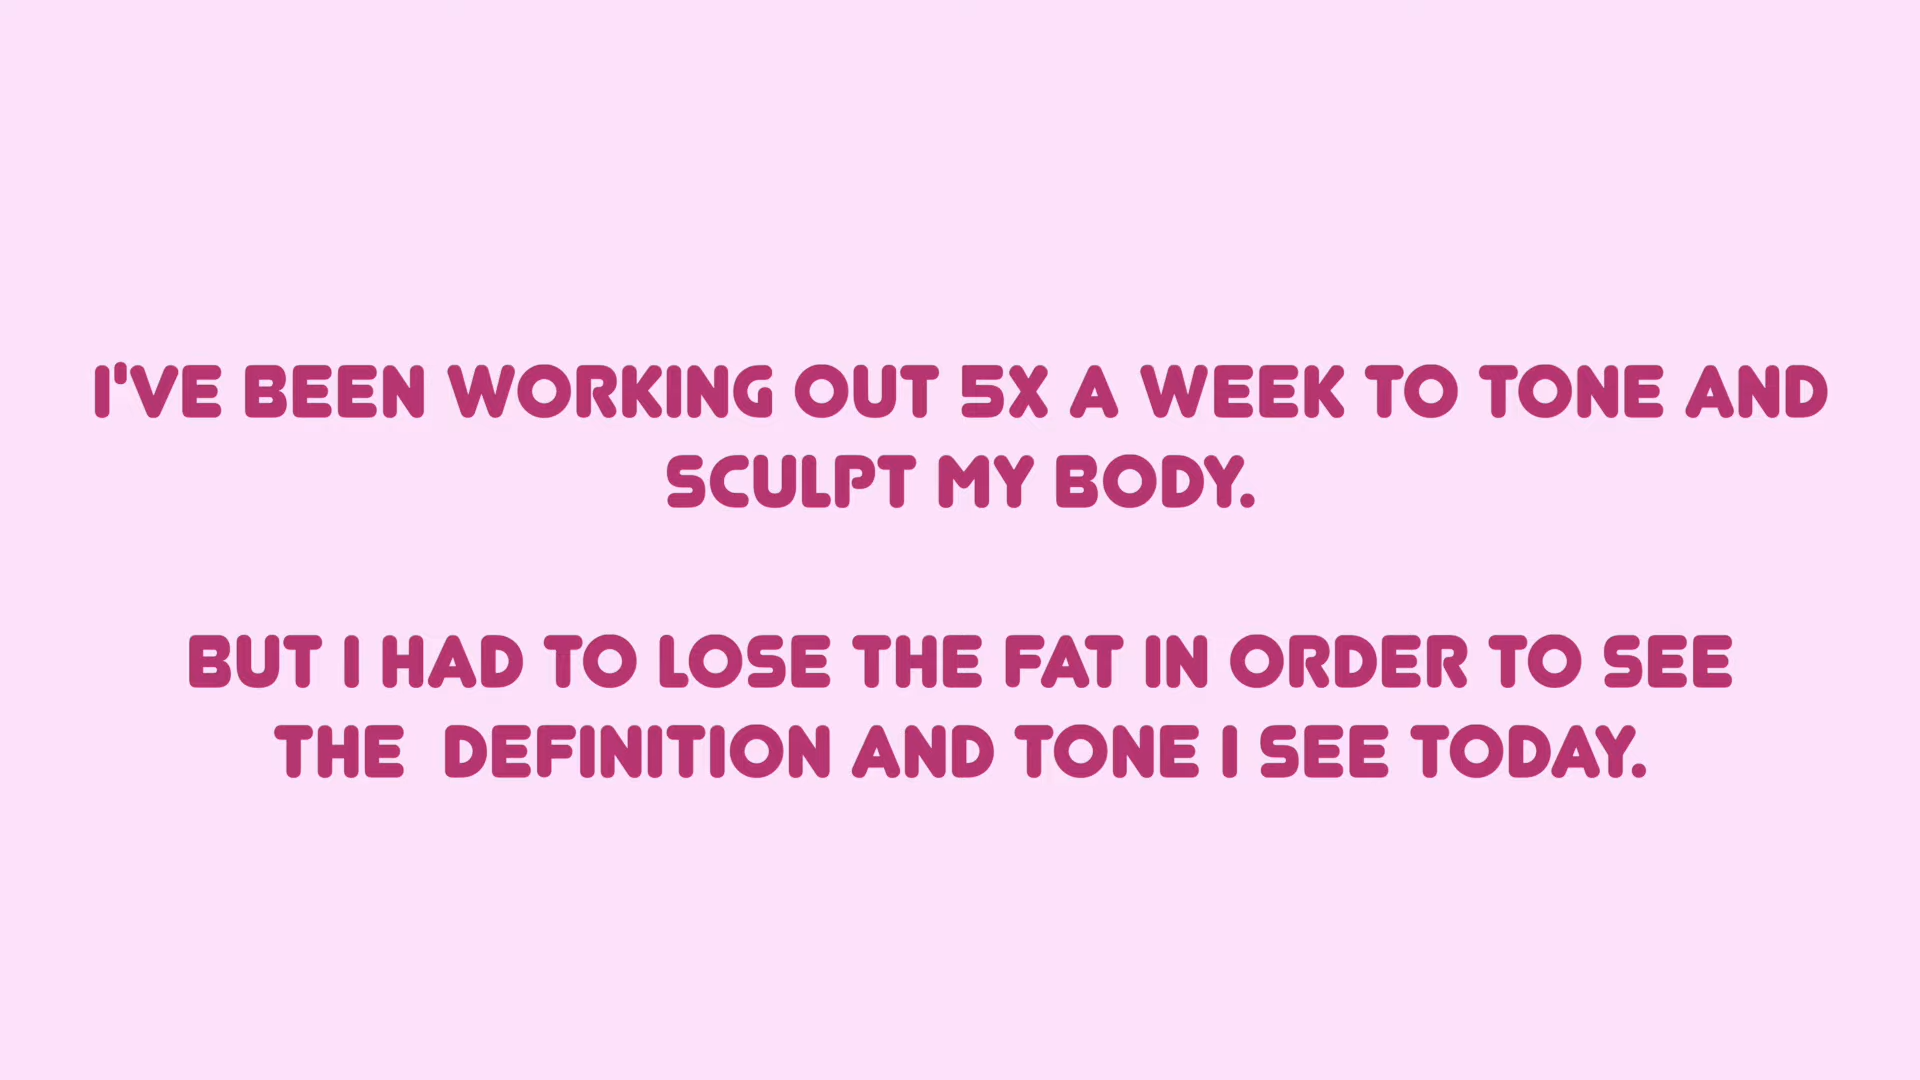 I'VE BEEN WORKING OUT 5X A WEEK TO TONE AND
SCULPT MY BODY.
BUT I HAD TO LOSE THE FAT IN ORDER TO SEE
THE  DEFINITION AND TONE I SEE TODAY.